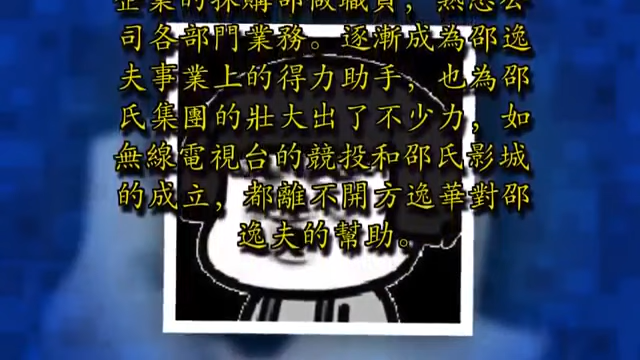 企業的採購部做職員，熟悉公
司各部門業務。逐漸成為邵逸
夫事業上的得力助手，也為邵
氏集團的壯大出了不少力，如
無線電視台的競投和邵氏影城
的成立，都離不開方逸華對邵
逸夫的幫助。